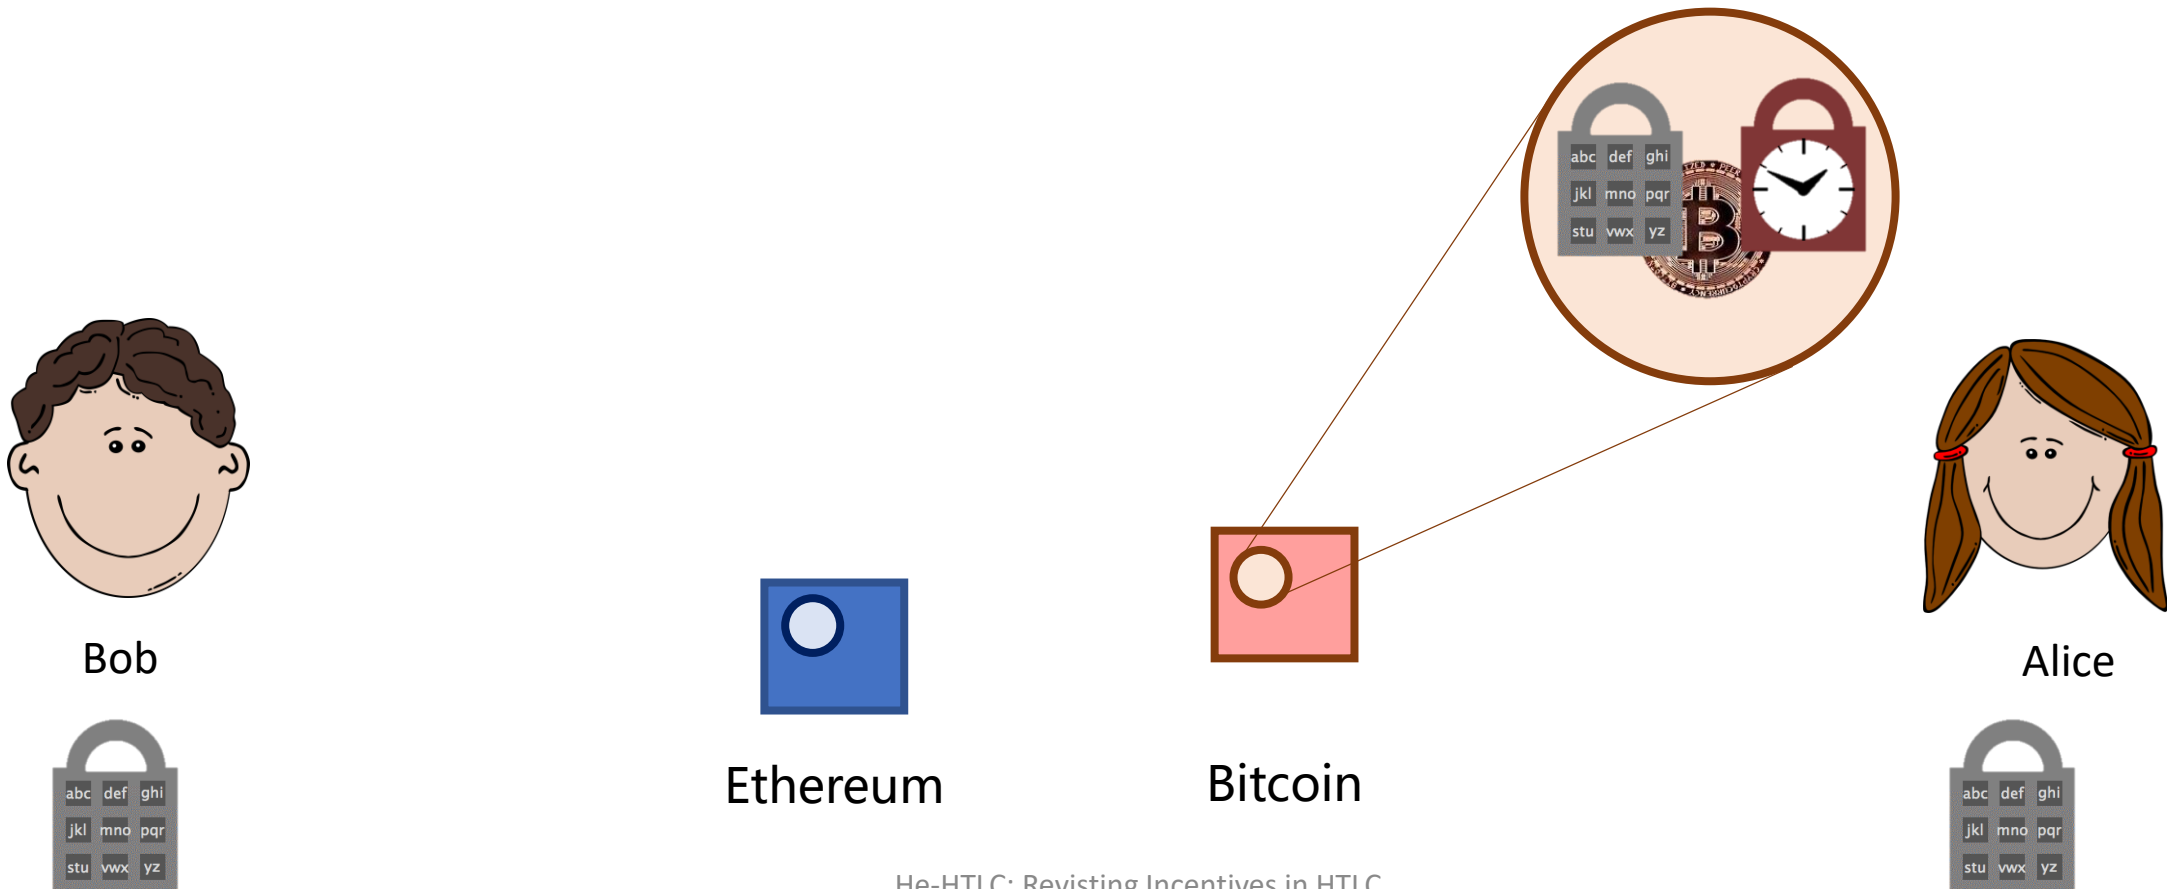 abc def ghi
jkl mno pqr
stu vwx yz
B
Bob
Alice
Ethereum
Bitcoin
abc def ghi
jkl mno pqr
stu vwx yz
abc def ghi
jkl mno pqr
stu vwx yz
He-HTLC: Revisting Incentives in HTLC